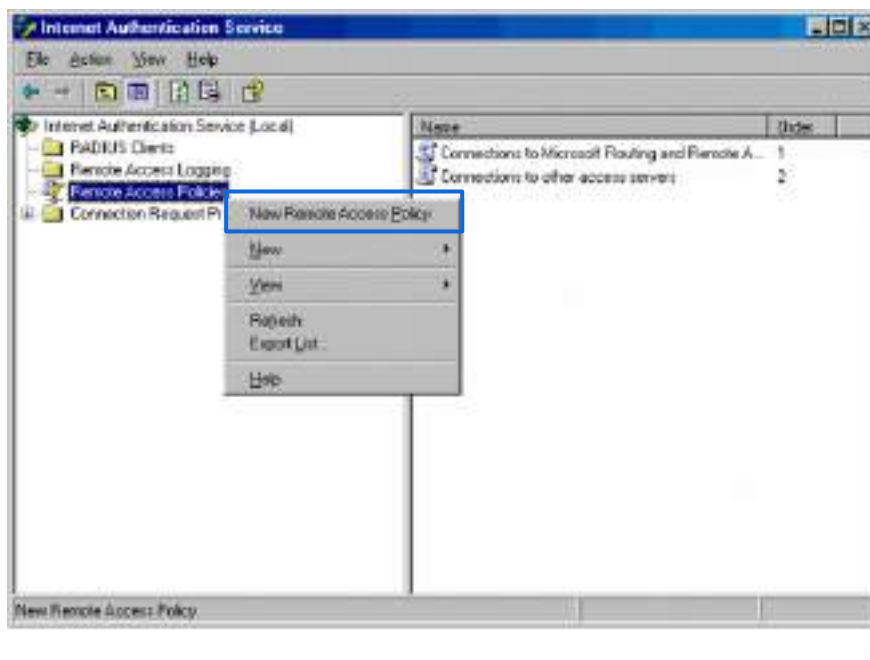 Internet Authentication Service
File Action View Help
Internet Authentication Service (Local)
RADIUS Clients
Remote Access Logging
Remote Access Policies
Connection Request P
Name Order
Connections to Microsoft Routing and Remote A... 1
Connections to other access servers 2
New Remote Access Policy
New
View
Refresh
Export List...
Help
New Remote Access Policy